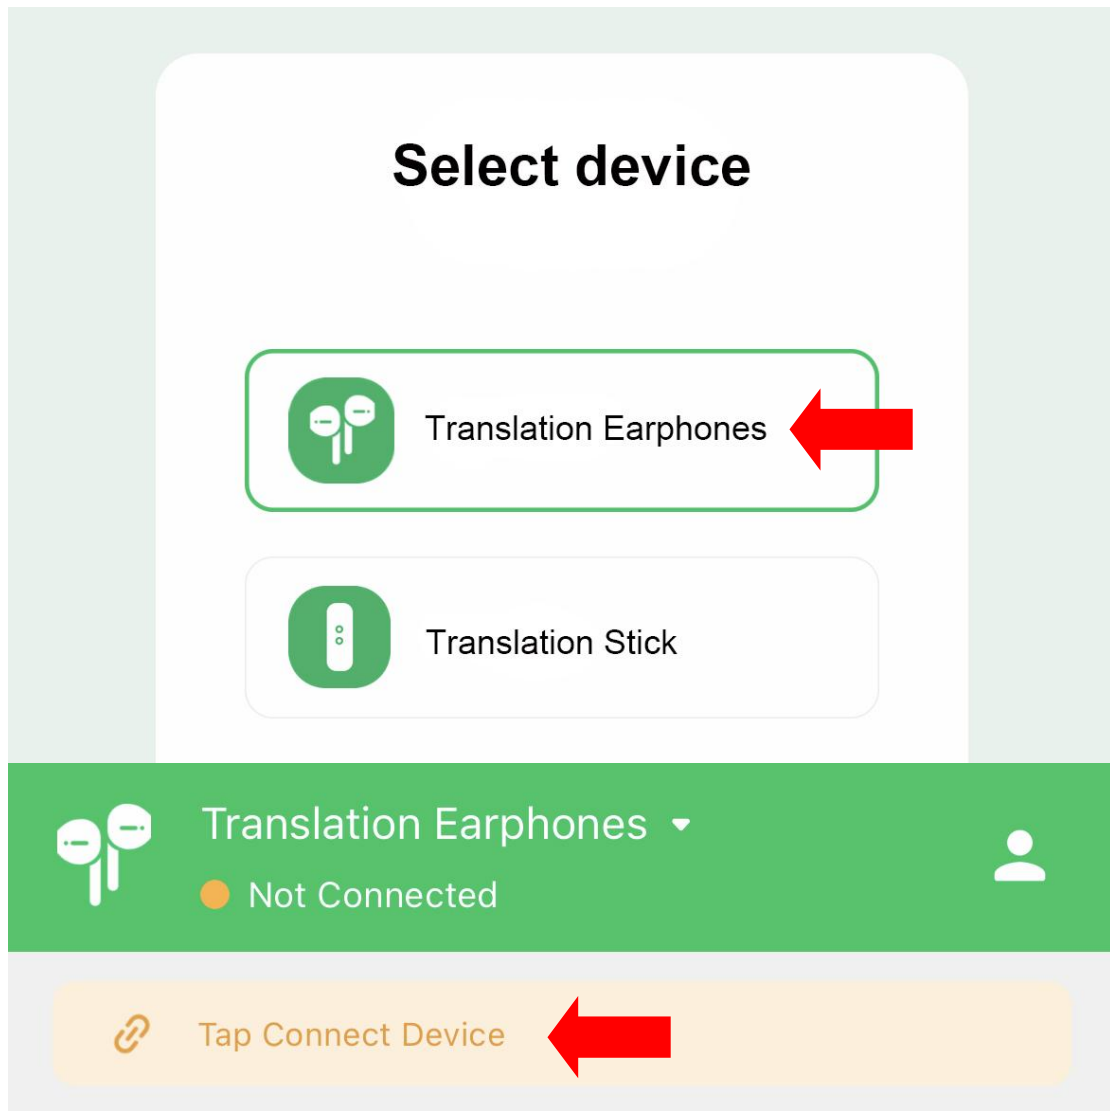 Select device
Translation Earphones
Translation Stick
Translation Earphones
Not Connected
Tap Connect Device